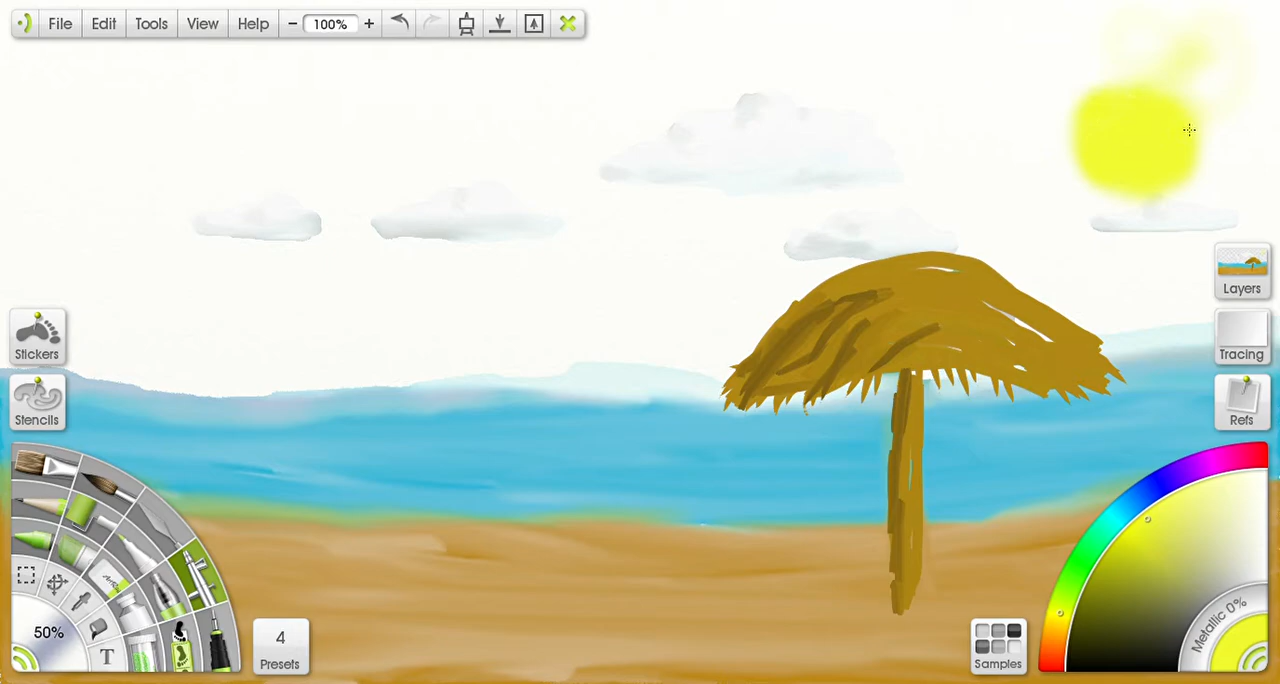 File Edit Tools View Help − 100% +
Layers
Stickers
Tracing
Stencils
Refs
50%
4
Presets
T
Samples
Metallic 0%